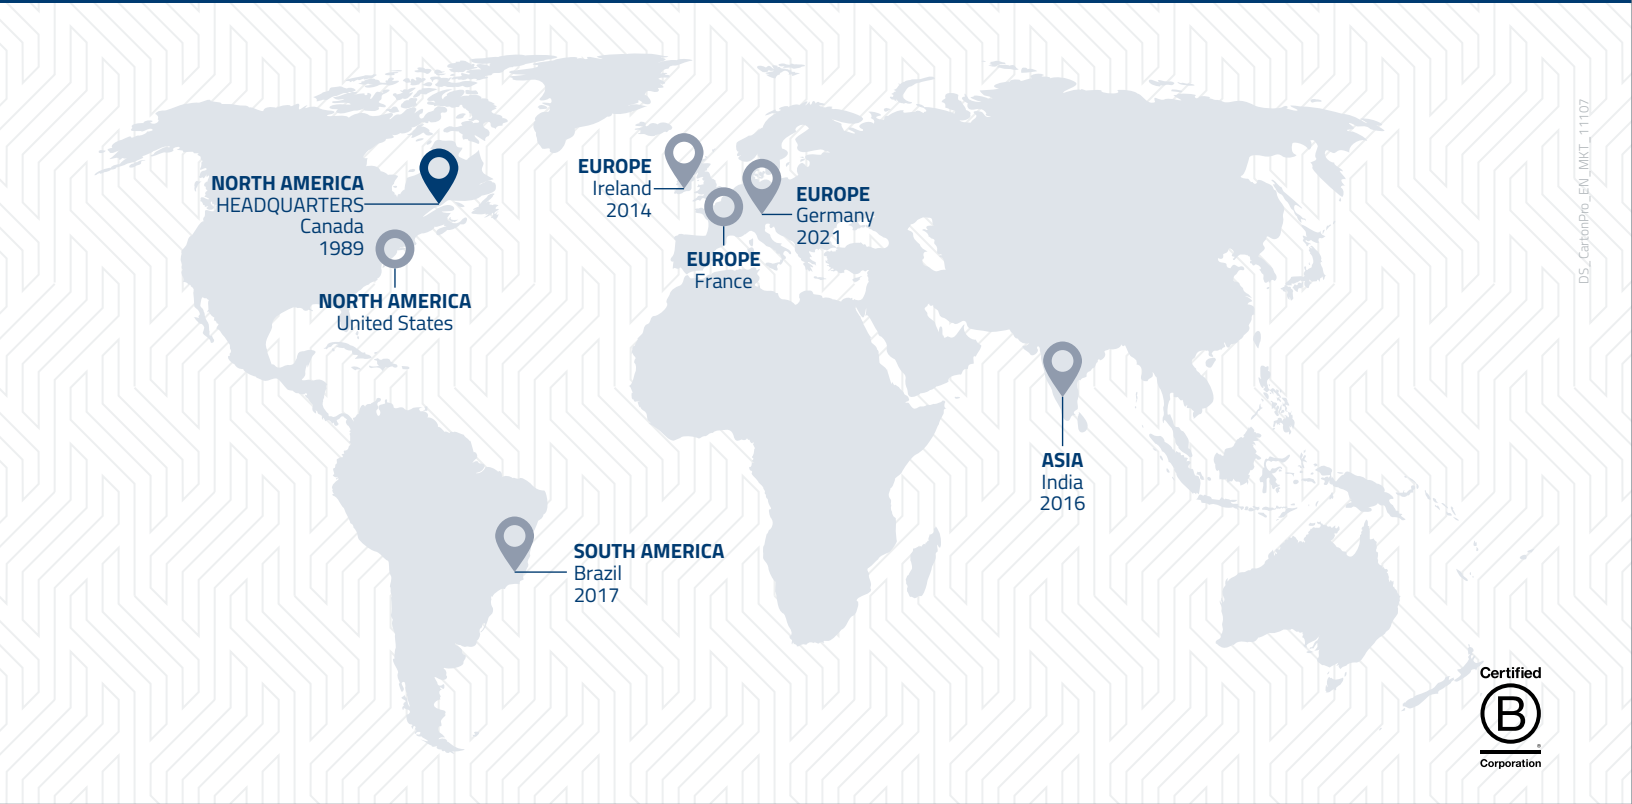 NORTH AMERICA
HEADQUARTERS
Canada
1989
NORTH AMERICA
United States
EUROPE
Ireland
2014
EUROPE
Germany
2021
EUROPE
France
ASIA
India
2016
SOUTH AMERICA
Brazil
2017
DS_CartonPro_EN_MKT_11107
Certified
B
®
Corporation